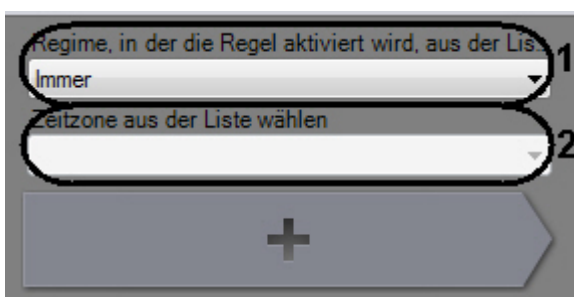 Regime, in der die Regel aktiviert wird, aus der Lis...
1
Immer
Zeitzone aus der Liste wählen
2